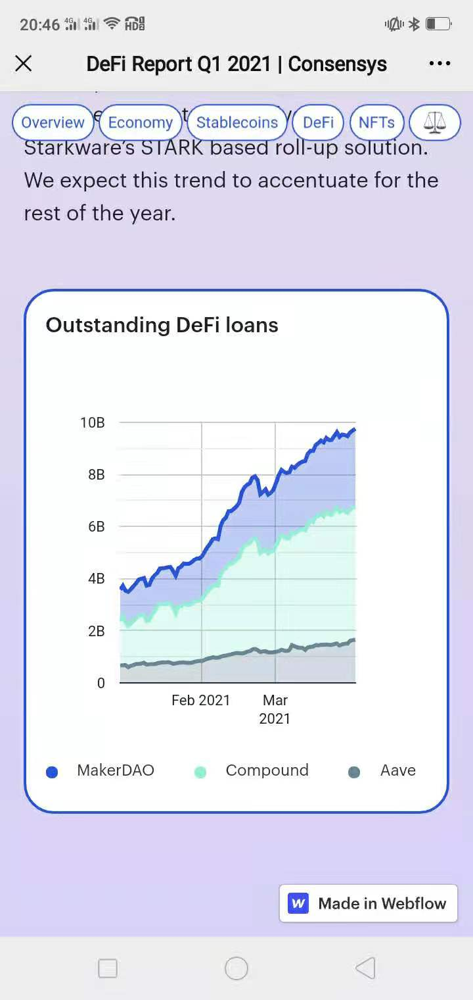 20:46 4G 4G HD
DeFi Report Q1 2021 | Consensys
Overview Economy Stablecoins DeFi NFTs
Starkware's STARK based roll-up solution.
We expect this trend to accentuate for the
rest of the year.
Outstanding DeFi loans
10B
8B
6B
4B
2B
0
Feb 2021 Mar
2021
MakerDAO Compound Aave
Made in Webflow